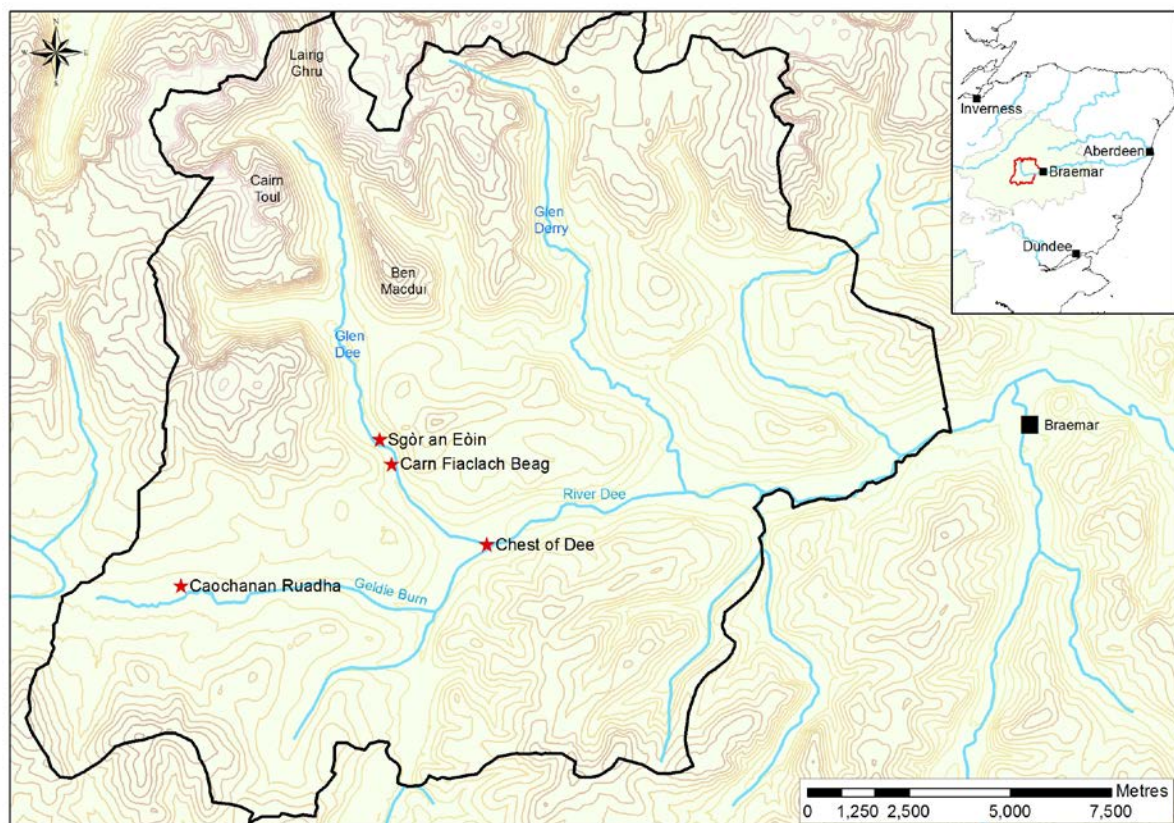 N
W
E
S
Lairig
Ghru
Cairn
Toul
Ben
Macdui
Glen
Derry
Glen
Dee
Sgòr an Eòin
Carn Fiaclach Beag
River Dee
Chest of Dee
Caochanan Ruadha
Geldie Burn
Braemar
Inverness
Aberdeen
Braemar
Dundee
Metres
0 1,250 2,500 5,000 7,500